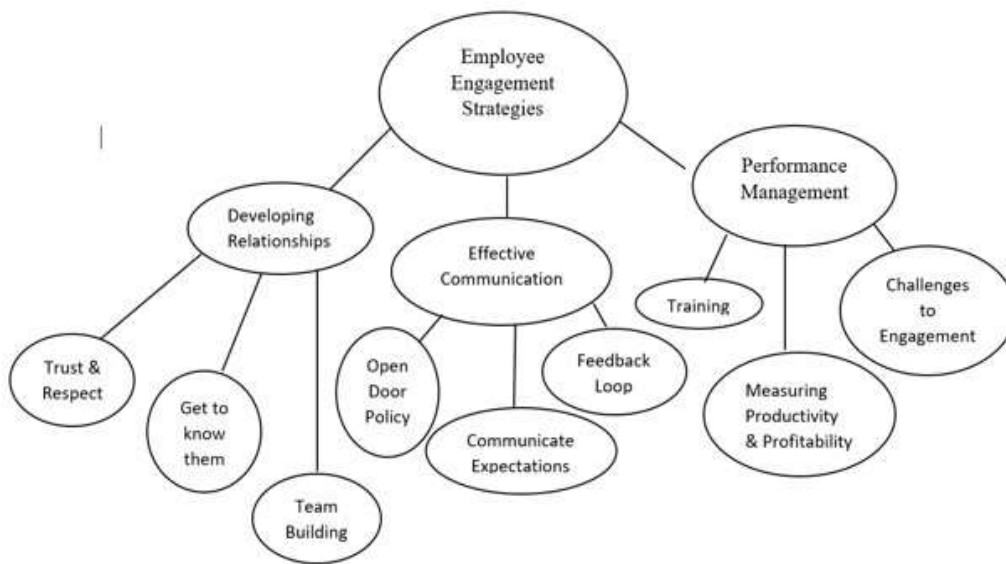 Employee
Engagement
Strategies
Developing
Relationships
Effective
Communication
Performance
Management
Trust &
Respect
Get to
know
them
Team
Building
Open
Door
Policy
Communicate
Expectations
Feedback
Loop
Training
Measuring
Productivity
& Profitability
Challenges
to
Engagement